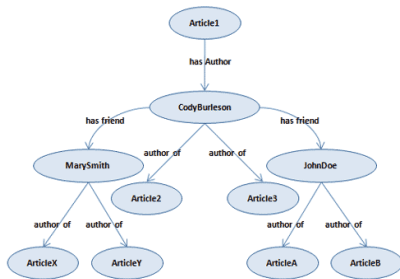 Article1
has Author
CodyBurleson
has friend
has friend
MarySmith
author of
author of
JohnDoe
Article2
Article3
author of
author of
author of
author of
ArticleX
ArticleY
ArticleA
ArticleB